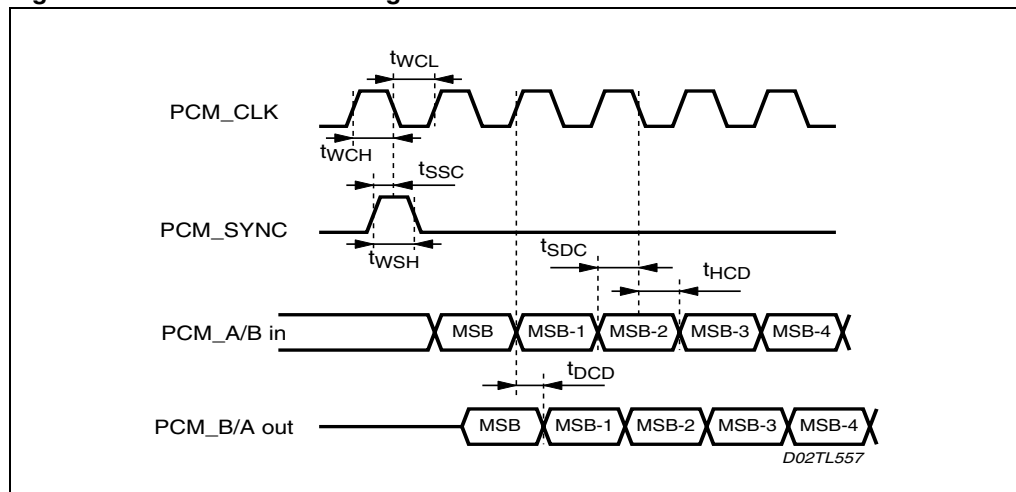 tWCL
PCM_CLK
tWCH
tSSC
PCM_SYNC
tWSH
tSDC
tHCD
PCM_A/B in
MSB MSB-1 MSB-2 MSB-3 MSB-4
tDCD
PCM_B/A out
MSB MSB-1 MSB-2 MSB-3 MSB-4
D02TL557